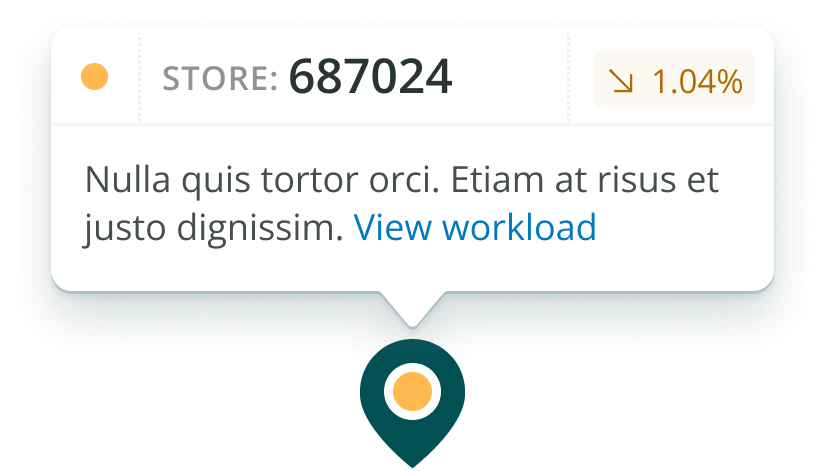 STORE: 687024
1.04%
Nulla quis tortor orci. Etiam at risus et
justo dignissim. View workload